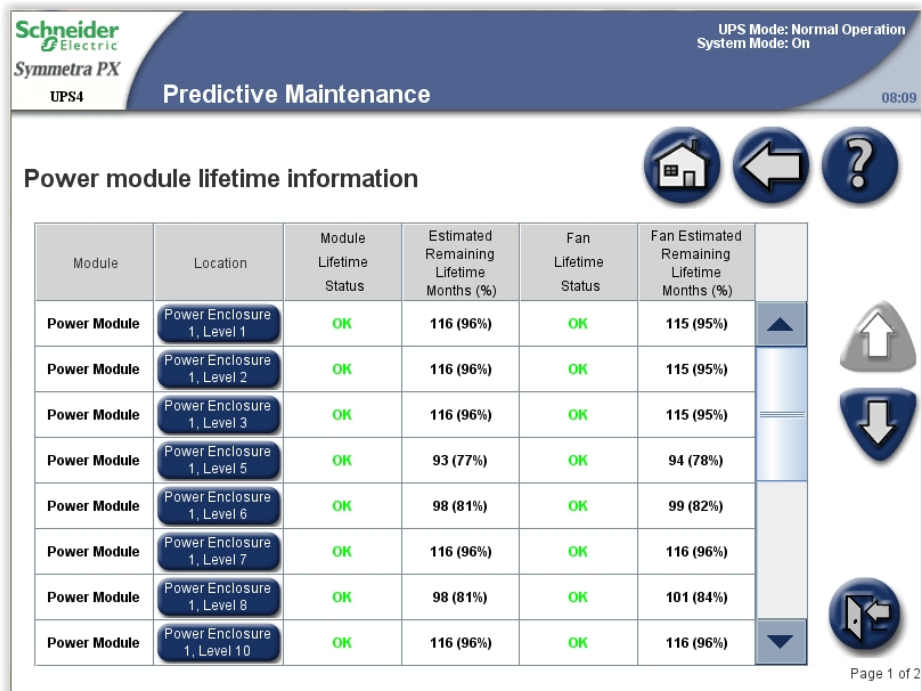 Schneider
Electric
Symmetra PX
UPS4
Predictive Maintenance
UPS Mode: Normal Operation
System Mode: On
08:09
Power module lifetime information
?
Module
Location
Module
Lifetime
Status
Estimated
Remaining
Lifetime
Months (%)
Fan
Lifetime
Status
Fan Estimated
Remaining
Lifetime
Months (%)
Power Module
Power Enclosure
1, Level 1
OK
116 (96%)
OK
115 (95%)
Power Module
Power Enclosure
1, Level 2
OK
116 (96%)
OK
115 (95%)
Power Module
Power Enclosure
1, Level 3
OK
116 (96%)
OK
115 (95%)
Power Module
Power Enclosure
1, Level 5
OK
93 (77%)
OK
94 (78%)
Power Module
Power Enclosure
1, Level 6
OK
98 (81%)
OK
99 (82%)
Power Module
Power Enclosure
1, Level 7
OK
116 (96%)
OK
116 (96%)
Power Module
Power Enclosure
1, Level 8
OK
98 (81%)
OK
101 (84%)
Power Module
Power Enclosure
1, Level 10
OK
116 (96%)
OK
116 (96%)
Page 1 of 2